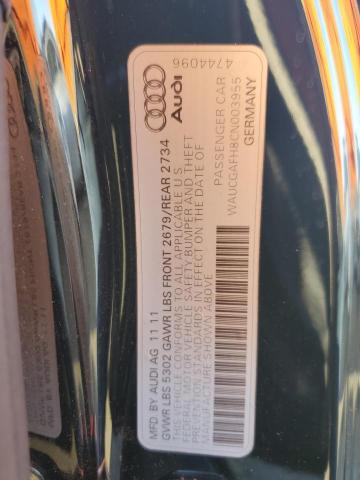 4744096
Audi
MFD. BY AUDI AG 11 11
GVWR LBS 5302 GAWR LBS FRONT 2679/REAR 2734
THIS VEHICLE CONFORMS TO ALL APPLICABLE U S
FEDERAL MOTOR VEHICLE SAFETY BUMPER AND THEFT
PREVENTION STANDARDS IN EFFECT ON THE DATE OF
MANUFACTURE SHOWN ABOVE
PASSENGER CAR
WAUCGAFH8CN003955
GERMANY